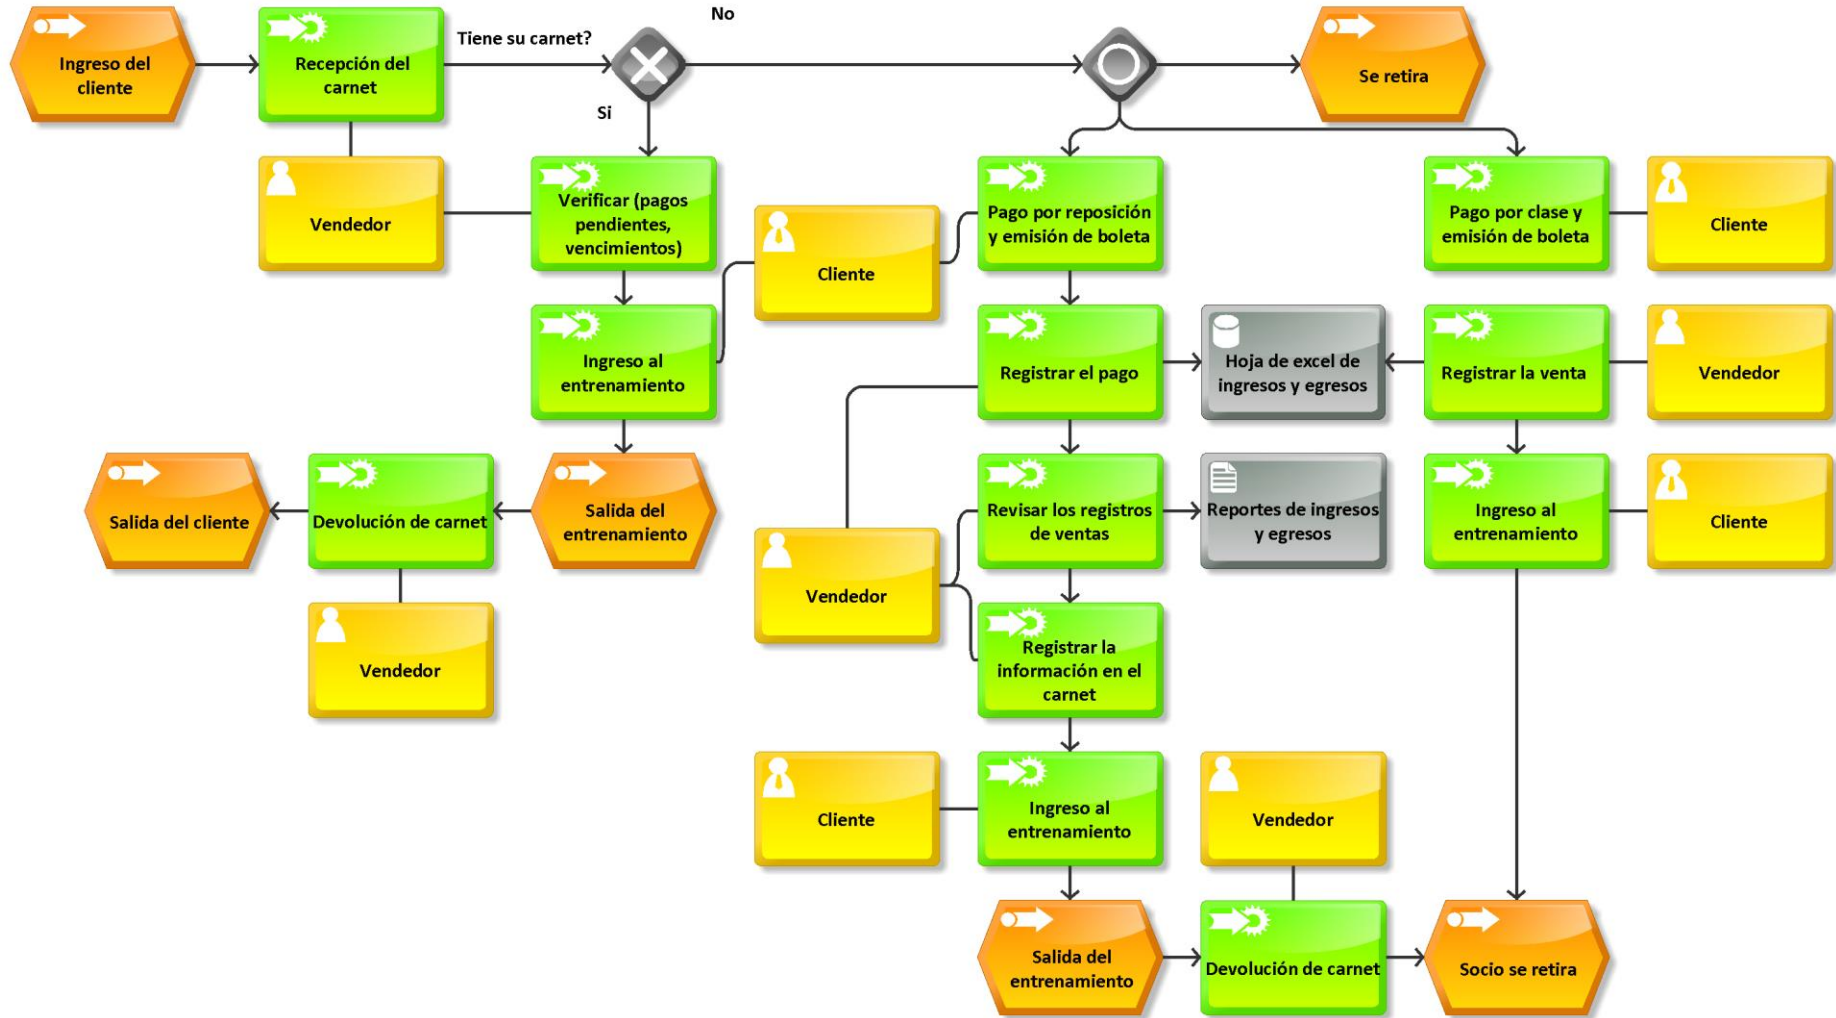 No
Ingreso del
cliente
Recepción del
carnet
Tiene su carnet?
Se retira
Si
Vendedor
Verificar (pagos
pendientes,
vencimientos)
Cliente
Pago por reposición
y emisión de boleta
Pago por clase y
emisión de boleta
Cliente
Ingreso al
entrenamiento
Registrar el pago
Hoja de excel de
ingresos y egresos
Registrar la venta
Vendedor
Salida del cliente
Devolución de carnet
Salida del
entrenamiento
Vendedor
Revisar los registros
de ventas
Reportes de ingresos
y egresos
Ingreso al
entrenamiento
Cliente
Vendedor
Registrar la
información en el
carnet
Cliente
Ingreso al
entrenamiento
Vendedor
Salida del
entrenamiento
Devolución de carnet
Socio se retira